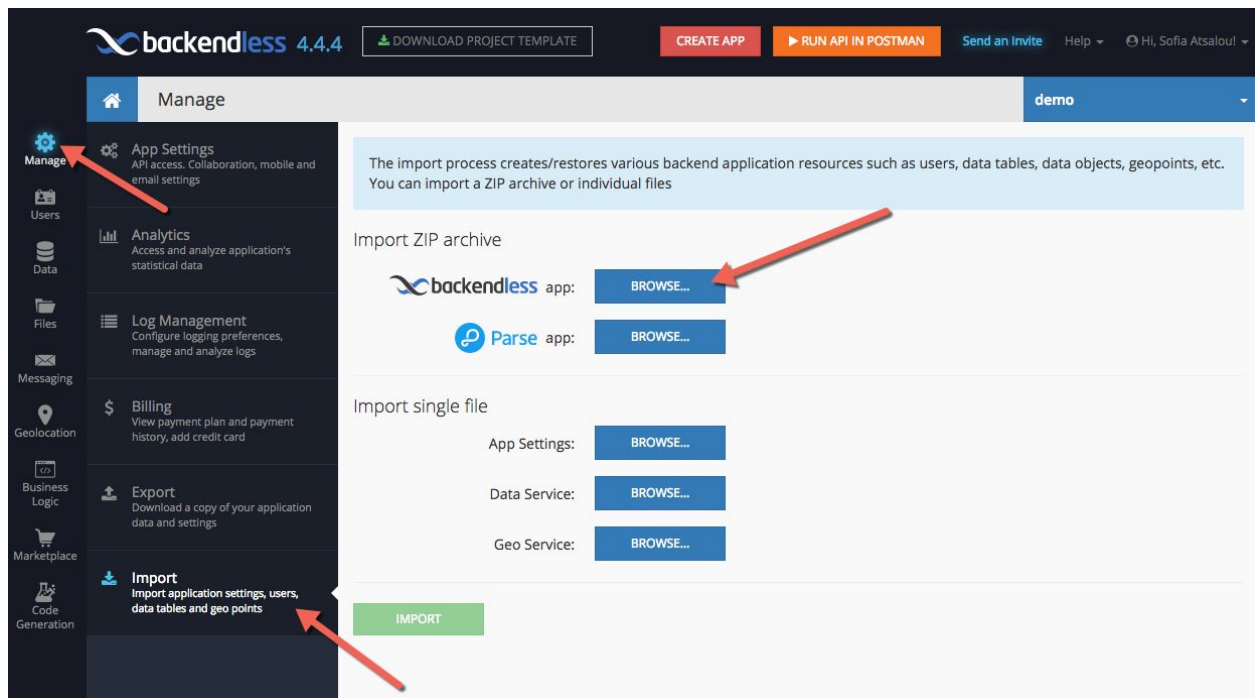 backendless 4.4.4
DOWNLOAD PROJECT TEMPLATE
CREATE APP
RUN API IN POSTMAN
Send an Invite
Help
Hi, Sofia Atsalou!
Manage
demo
Manage
Users
Data
Files
Messaging
Geolocation
</>
Business
Logic
Marketplace
Code
Generation
App Settings
API access. Collaboration, mobile and
email settings
Analytics
Access and analyze application's
statistical data
Log Management
Configure logging preferences,
manage and analyze logs
$ Billing
View payment plan and payment
history, add credit card
Export
Download a copy of your application
data and settings
Import
Import application settings, users,
data tables and geo points
The import process creates/restores various backend application resources such as users, data tables, data objects, geopoints, etc.
You can import a ZIP archive or individual files
Import ZIP archive
backendless app: BROWSE...
Parse app: BROWSE...
Import single file
App Settings: BROWSE...
Data Service: BROWSE...
Geo Service: BROWSE...
IMPORT